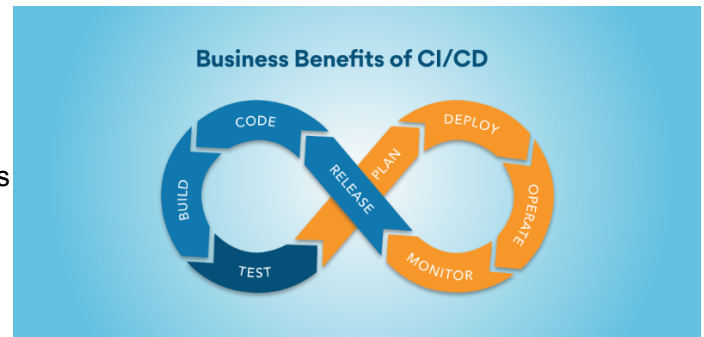 Business Benefits of CI/CD
CODE
DEPLOY
PLAN
RELEASE
s
BUILD
OPERATE
TEST
MONITOR